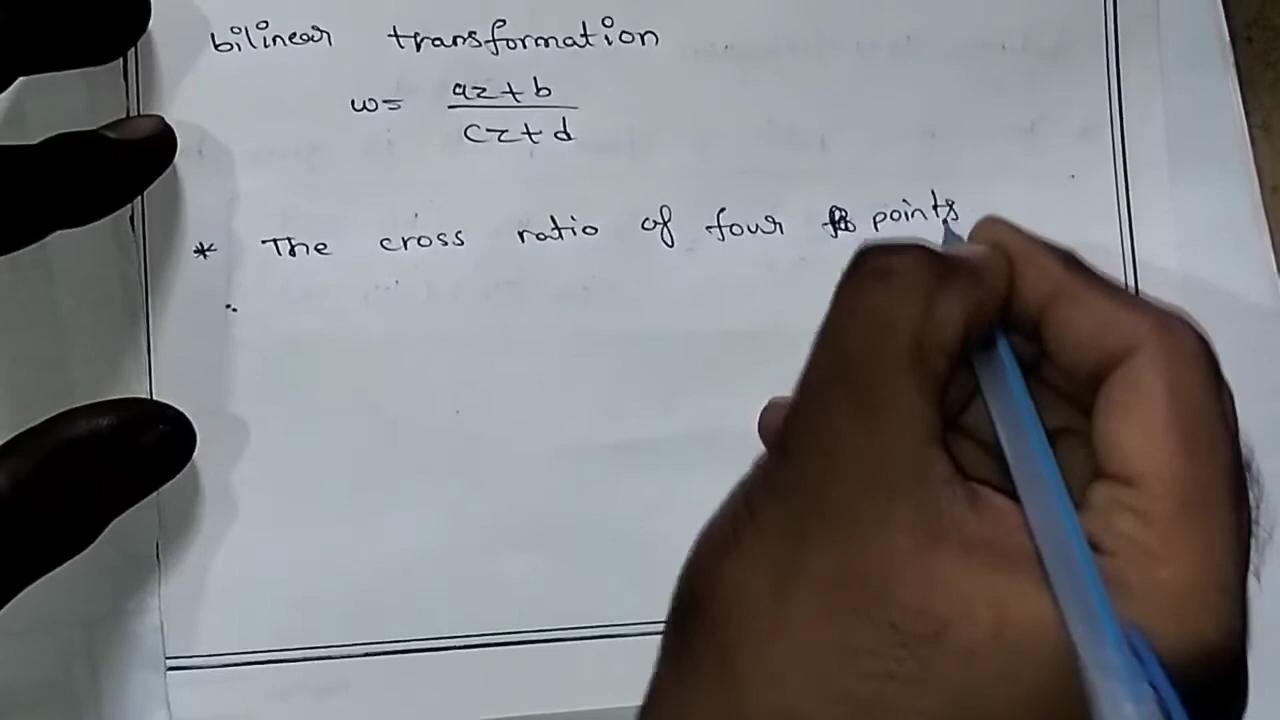 bilinear transformation
w= az+b
cz+d
* The cross ratio of four points